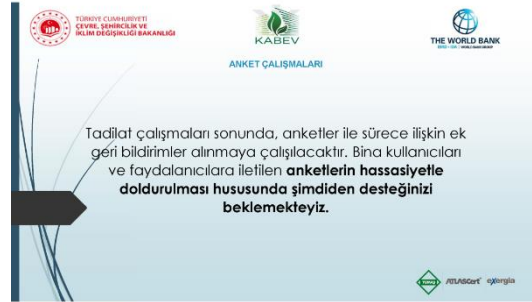 TÜRKİYE CUMHURİYETİ
ÇEVRE, ŞEHİRCİLİK VE
İKLİM DEĞİŞİKLİĞİ BAKANLIĞI
KABEV
THE WORLD BANK
ANKET ÇALIŞMALARI
Tadilat çalışmaları sonunda, anketler ile sürece ilişkin ek
geri bildirimler alınmaya çalışılacaktır. Bina kullanıcıları
ve faydalanıcılara iletilen anketlerin hassasiyetle
doldurulması hususunda şimdiden desteğinizi
beklemekteyiz.
ATLASCert exergia